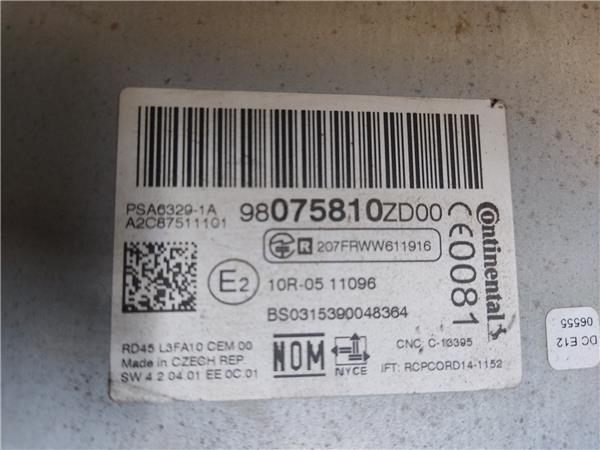 PSA6329-1A
A2C87511101
98075810ZD00
R 207FRWW611916
E2
10R-05 11096
BS0315390048364
CE0081
Continental
RD45 L3FA10 CEM 00
Made in CZECH REP.
SW 4 2 04 01 EE 0C 01
NOM
NYCE
CNC: C-13395
IFT: RCPCORD14-1152
DC E12
06555